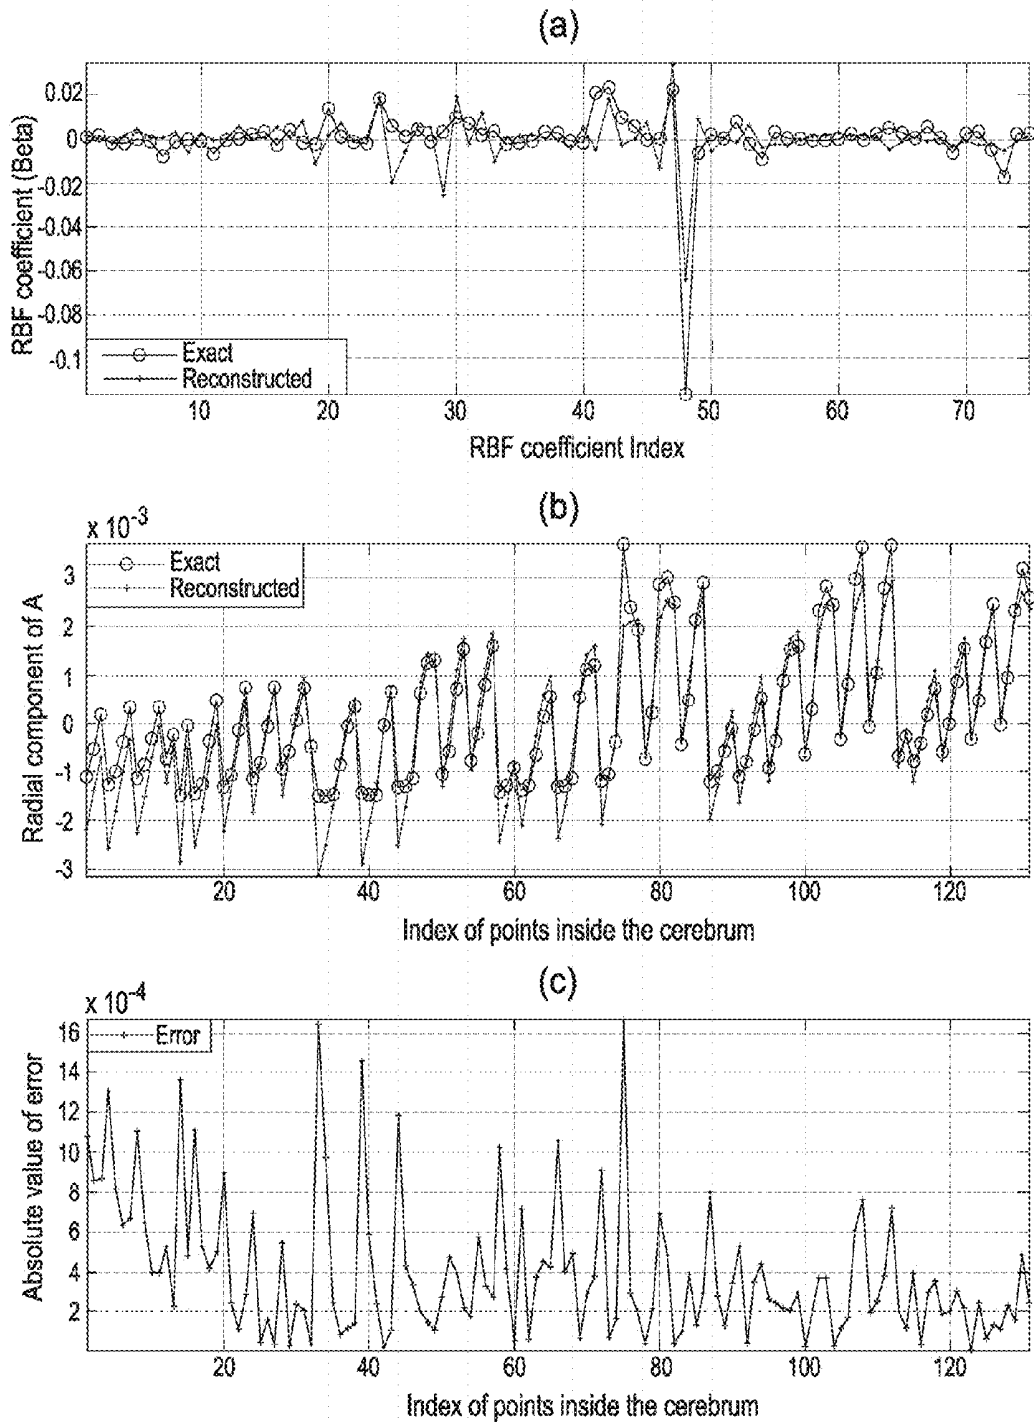 (a)
RBF coefficient (Beta)
0.02
0
-0.02
-0.04
-0.06
-0.08
-0.1
Exact
Reconstructed
10
20
30
40
50
60
70
RBF coefficient Index
(b)
x 10-3
Radial component of A
3
2
1
0
-1
-2
-3
Exact
Reconstructed
20
40
60
80
100
120
Index of points inside the cerebrum
(c)
x 10-4
Absolute value of error
16
14
12
10
8
6
4
2
Error
20
40
60
80
100
120
Index of points inside the cerebrum